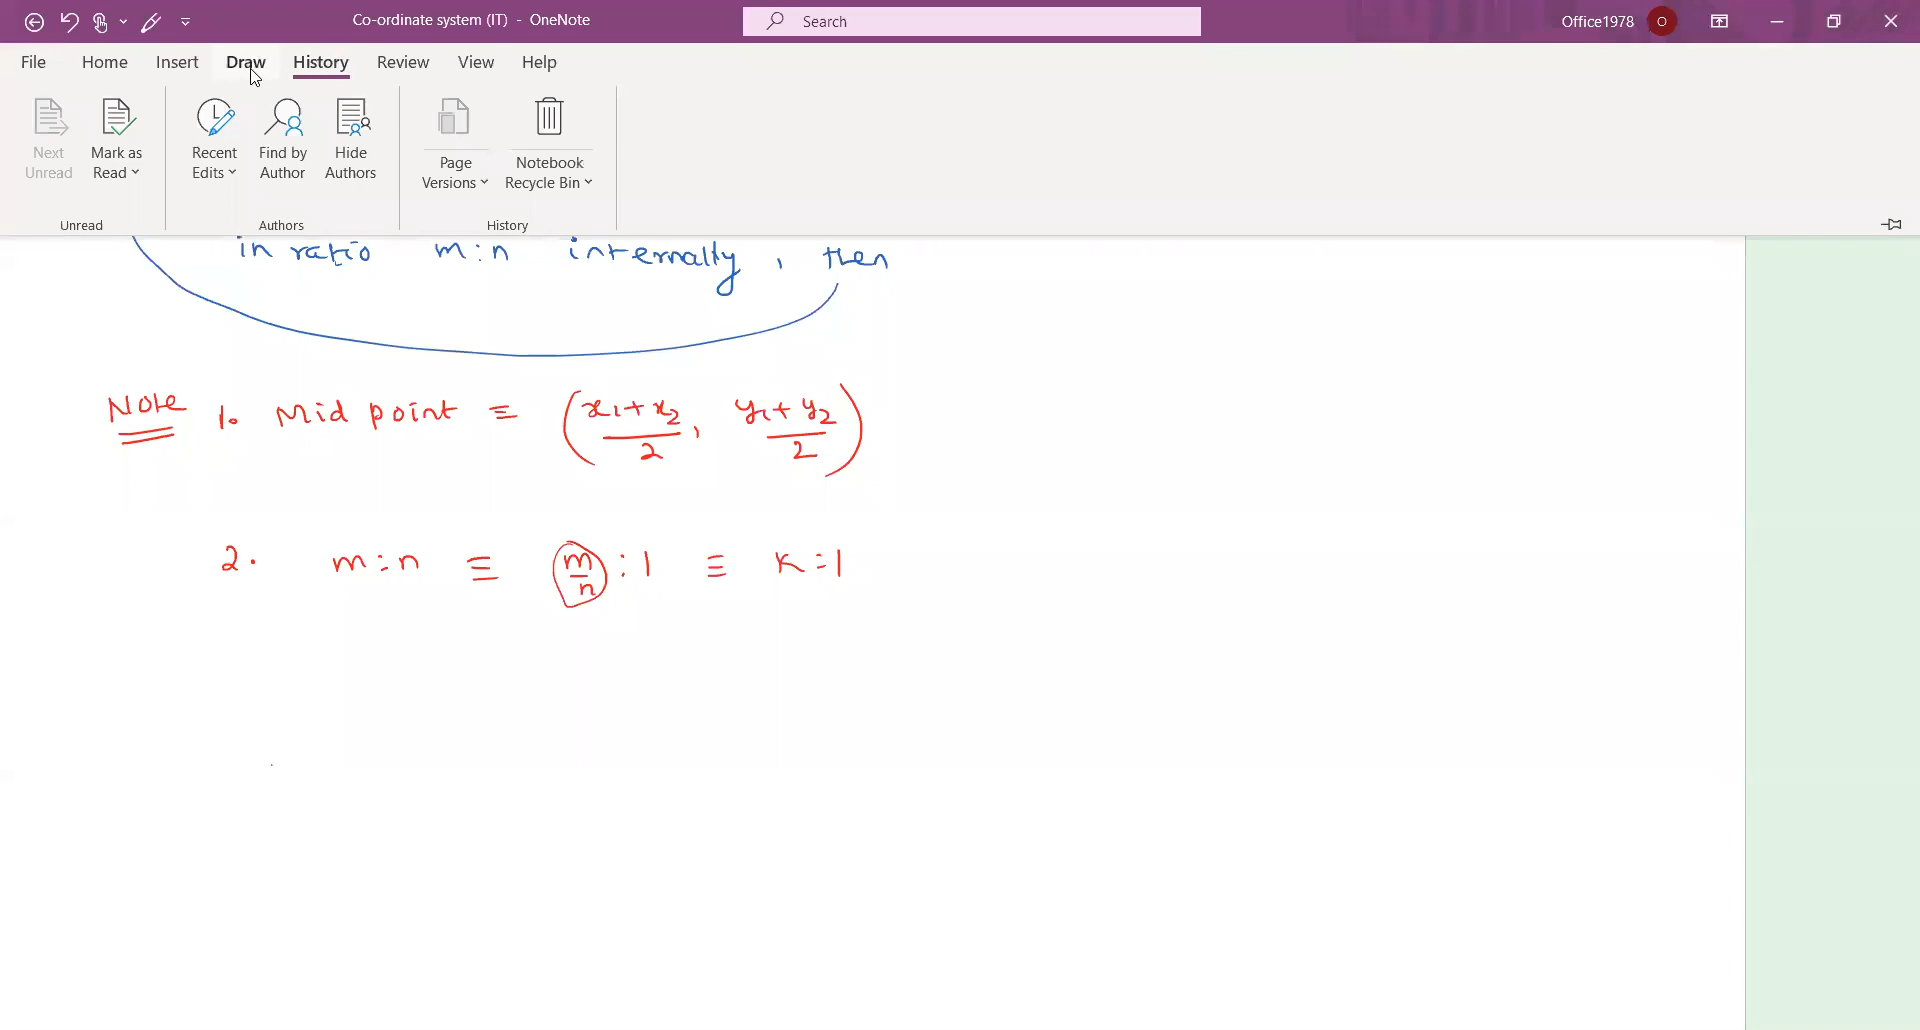 Co-ordinate system (IT) - OneNote
Search
Office1978
O
File Home Insert Draw History Review View Help
Next Unread
Mark as Read
Recent Edits
Find by Author
Hide Authors
Page Versions
Notebook Recycle Bin
Unread
Authors
History
in ratio m:n internally, then
Note 1. Mid point ≡ (x₁+x₂/2, y₁+y₂/2)
2. m:n ≡ m/n : 1 ≡ K:1